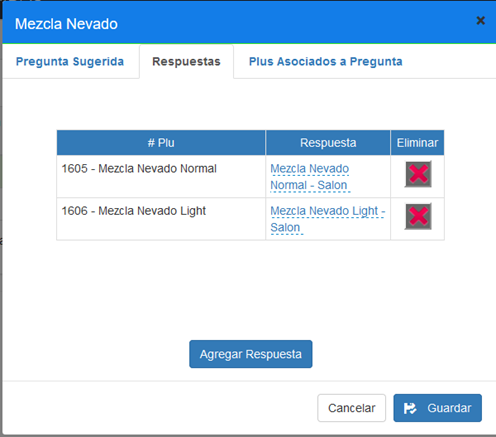 Mezcla Nevado ×
Pregunta Sugerida Respuestas Plus Asociados a Pregunta
# Plu Respuesta Eliminar
1605 - Mezcla Nevado Normal Mezcla Nevado
Normal - Salon
1606 - Mezcla Nevado Light Mezcla Nevado Light -
Salon
Agregar Respuesta
Cancelar Guardar